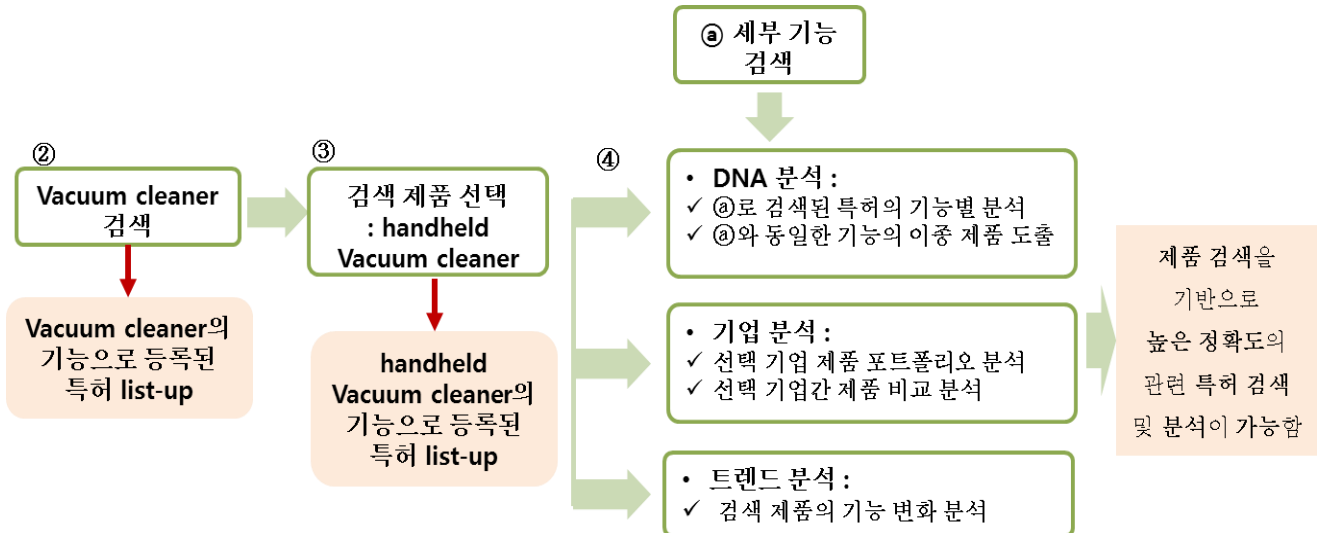 ⓐ 세부 기능
검색
②
Vacuum cleaner
검색
Vacuum cleaner의
기능으로 등록된
특허 list-up
③
검색 제품 선택
: handheld
Vacuum cleaner
handheld
Vacuum cleaner의
기능으로 등록된
특허 list-up
④
• DNA 분석 :
✓ ⓐ로 검색된 특허의 기능별 분석
✓ ⓐ와 동일한 기능의 이종 제품 도출
• 기업 분석 :
✓ 선택 기업 제품 포트폴리오 분석
✓ 선택 기업간 제품 비교 분석
• 트렌드 분석 :
✓ 검색 제품의 기능 변화 분석
제품 검색을
기반으로
높은 정확도의
관련 특허 검색
및 분석이 가능함